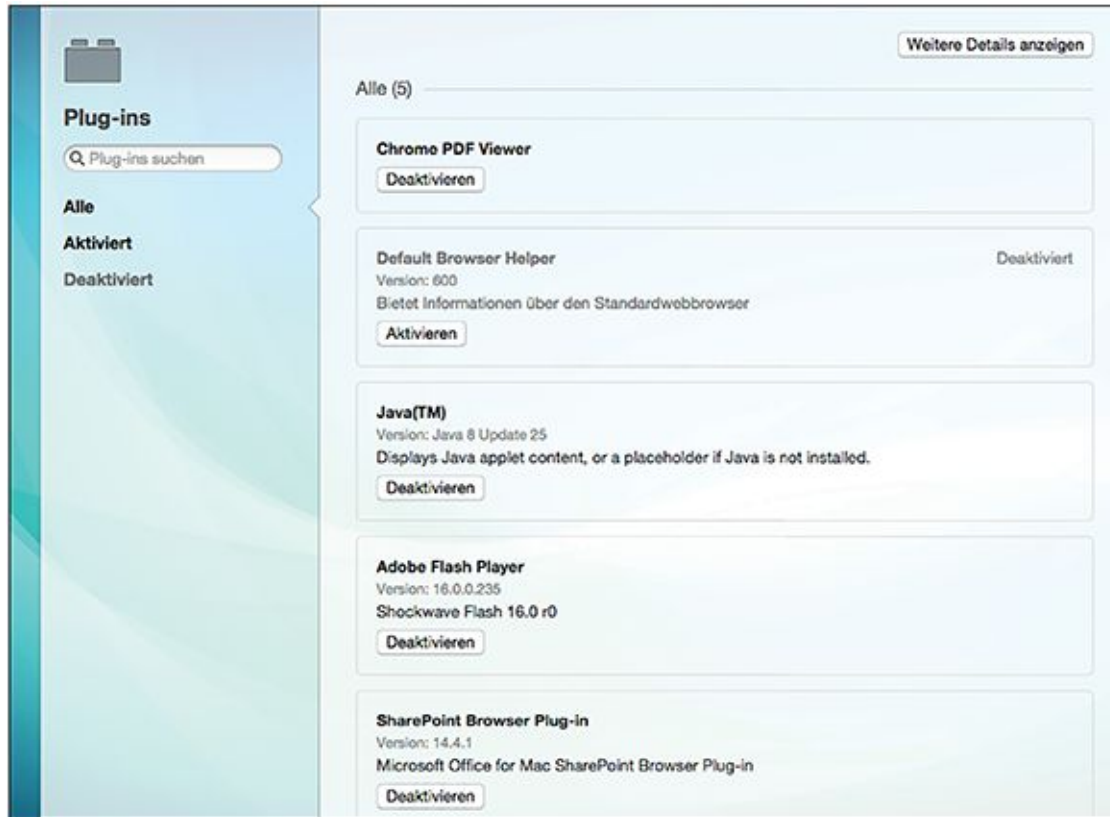 Weitere Details anzeigen
Plug-ins
Plug-ins suchen
Alle
Aktiviert
Deaktiviert
Alle (5)
Chrome PDF Viewer
Deaktivieren
Default Browser Helper
Deaktiviert
Version: 600
Bietet Informationen über den Standardwebbrowser
Aktivieren
Java(TM)
Version: Java 8 Update 25
Displays Java applet content, or a placeholder if Java is not installed.
Deaktivieren
Adobe Flash Player
Version: 16.0.0.235
Shockwave Flash 16.0 r0
Deaktivieren
SharePoint Browser Plug-in
Version: 14.4.1
Microsoft Office for Mac SharePoint Browser Plug-in
Deaktivieren